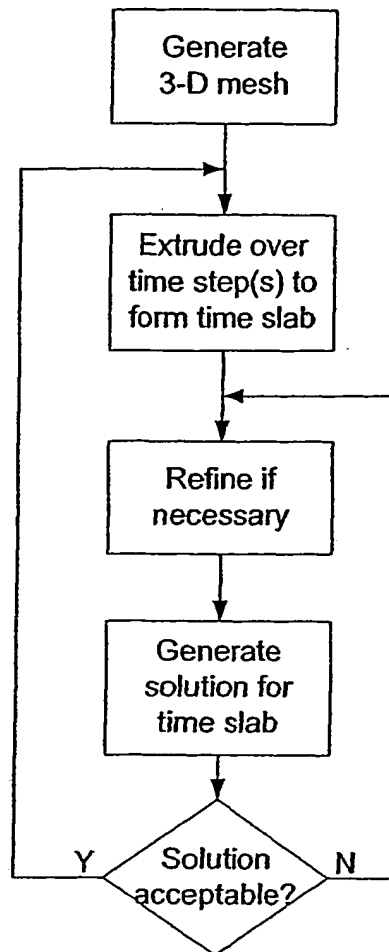 Generate
3-D mesh
Extrude over
time step(s) to
form time slab
Refine if
necessary
Generate
solution for
time slab
Y
Solution
N
acceptable?